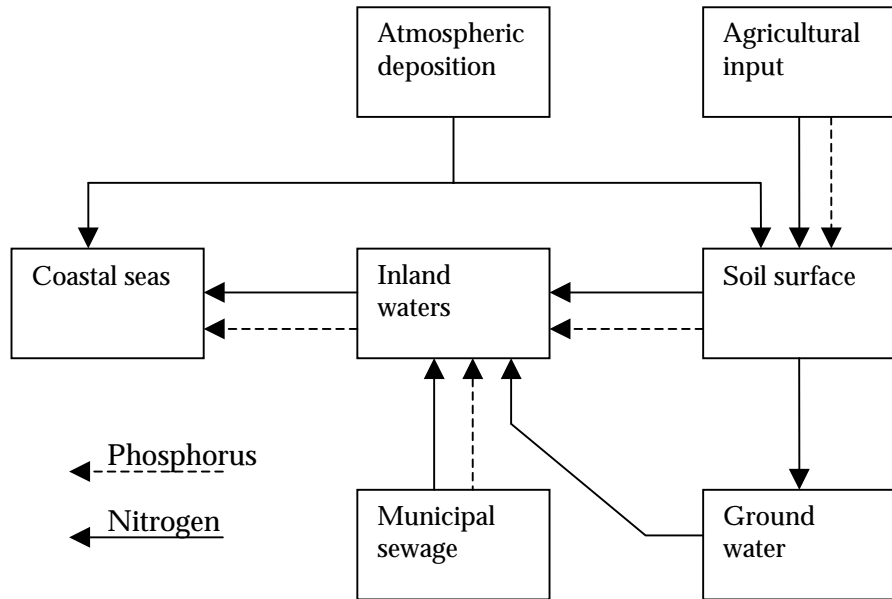 Atmospheric
deposition
Agricultural
input
Coastal seas
Inland
waters
Soil surface
Phosphorus
Nitrogen
Municipal
sewage
Ground
water